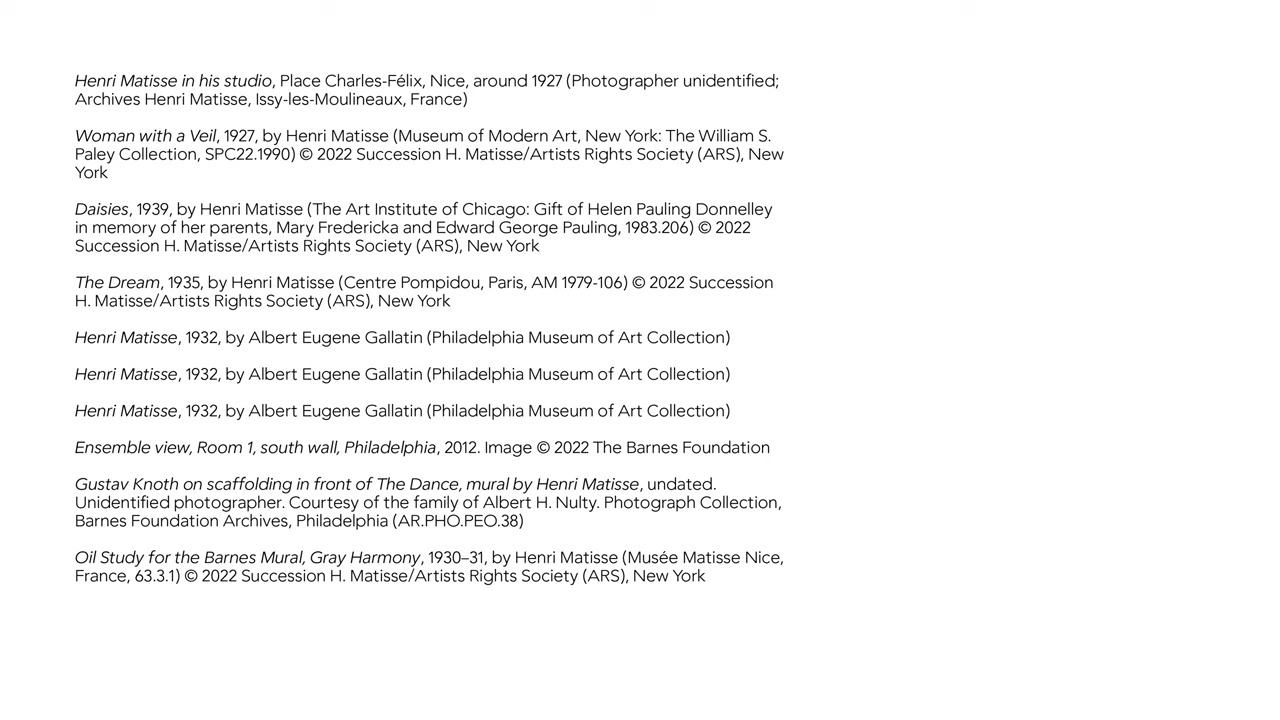 Henri Matisse in his studio, Place Charles-Félix, Nice, around 1927 (Photographer unidentified;
Archives Henri Matisse, Issy-les-Moulineaux, France)
Woman with a Veil, 1927, by Henri Matisse (Museum of Modern Art, New York: The William S.
Paley Collection, SPC22.1990) © 2022 Succession H. Matisse/Artists Rights Society (ARS), New
York
Daisies, 1939, by Henri Matisse (The Art Institute of Chicago: Gift of Helen Pauling Donnelley
in memory of her parents, Mary Fredericka and Edward George Pauling, 1983.206) © 2022
Succession H. Matisse/Artists Rights Society (ARS), New York
The Dream, 1935, by Henri Matisse (Centre Pompidou, Paris, AM 1979-106) © 2022 Succession
H. Matisse/Artists Rights Society (ARS), New York
Henri Matisse, 1932, by Albert Eugene Gallatin (Philadelphia Museum of Art Collection)
Henri Matisse, 1932, by Albert Eugene Gallatin (Philadelphia Museum of Art Collection)
Henri Matisse, 1932, by Albert Eugene Gallatin (Philadelphia Museum of Art Collection)
Ensemble view, Room 1, south wall, Philadelphia, 2012. Image © 2022 The Barnes Foundation
Gustav Knoth on scaffolding in front of The Dance, mural by Henri Matisse, undated.
Unidentified photographer. Courtesy of the family of Albert H. Nulty. Photograph Collection,
Barnes Foundation Archives, Philadelphia (AR.PHO.PEO.38)
Oil Study for the Barnes Mural, Gray Harmony, 1930–31, by Henri Matisse (Musée Matisse Nice,
France, 63.3.1) © 2022 Succession H. Matisse/Artists Rights Society (ARS), New York